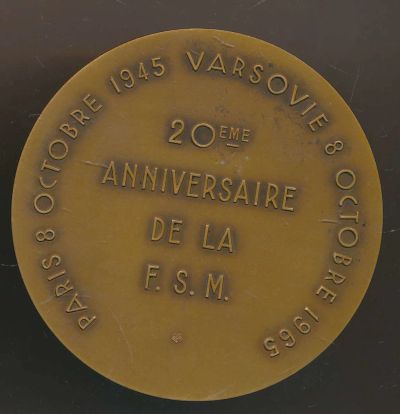 PARIS 8 OCTOBRE 1945 VARSOVIE 8 OCTOBRE 1965
20EME
ANNIVERSAIRE
DE LA
F. S. M.